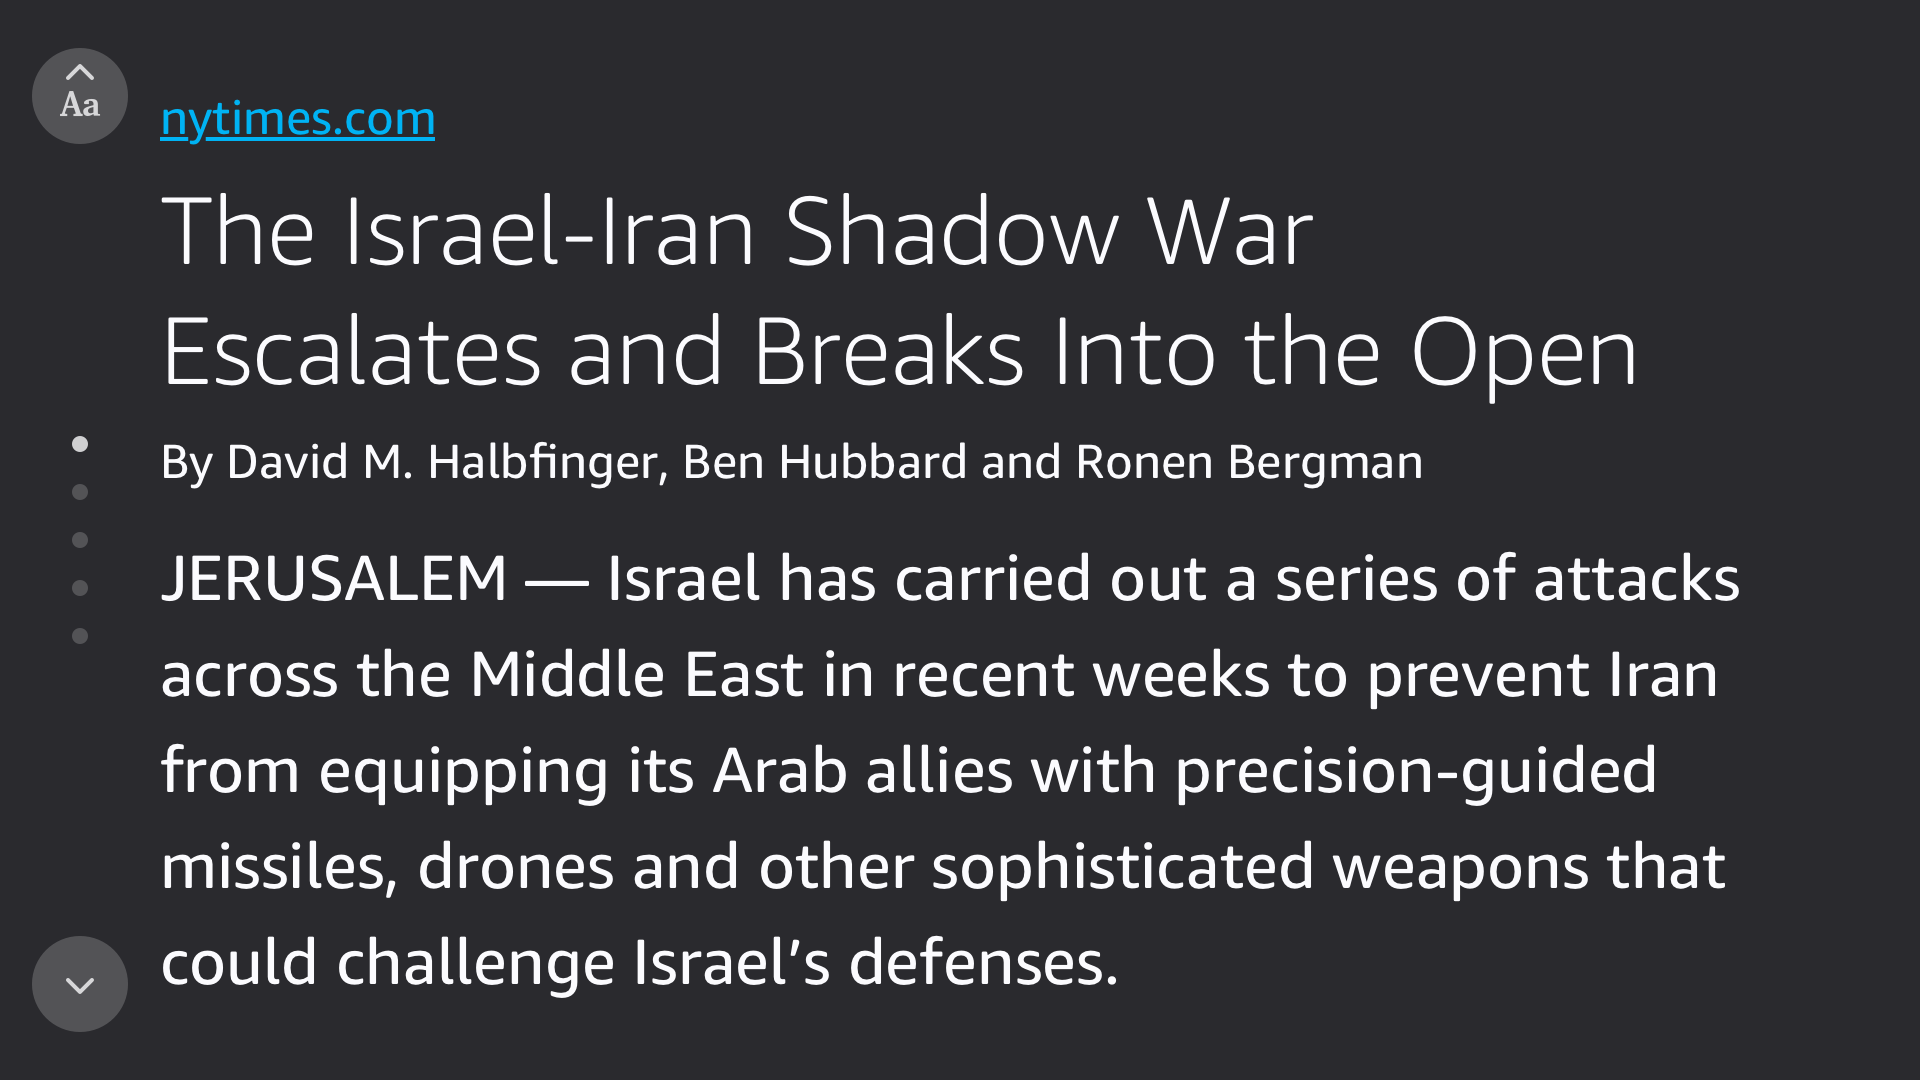 Aa
nytimes.com
The Israel-Iran Shadow War
Escalates and Breaks Into the Open
By David M. Halbfinger, Ben Hubbard and Ronen Bergman
JERUSALEM — Israel has carried out a series of attacks
across the Middle East in recent weeks to prevent Iran
from equipping its Arab allies with precision-guided
missiles, drones and other sophisticated weapons that
could challenge Israel’s defenses.